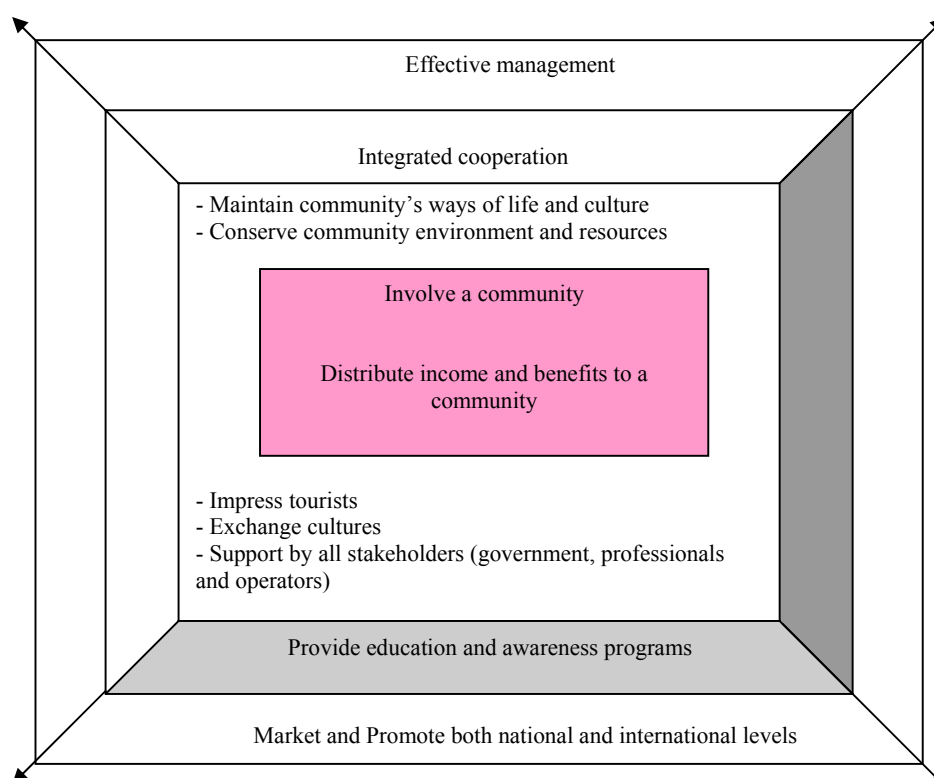 Effective management
Integrated cooperation
- Maintain community’s ways of life and culture
- Conserve community environment and resources
Involve a community
Distribute income and benefits to a
community
- Impress tourists
- Exchange cultures
- Support by all stakeholders (government, professionals
and operators)
Provide education and awareness programs
Market and Promote both national and international levels